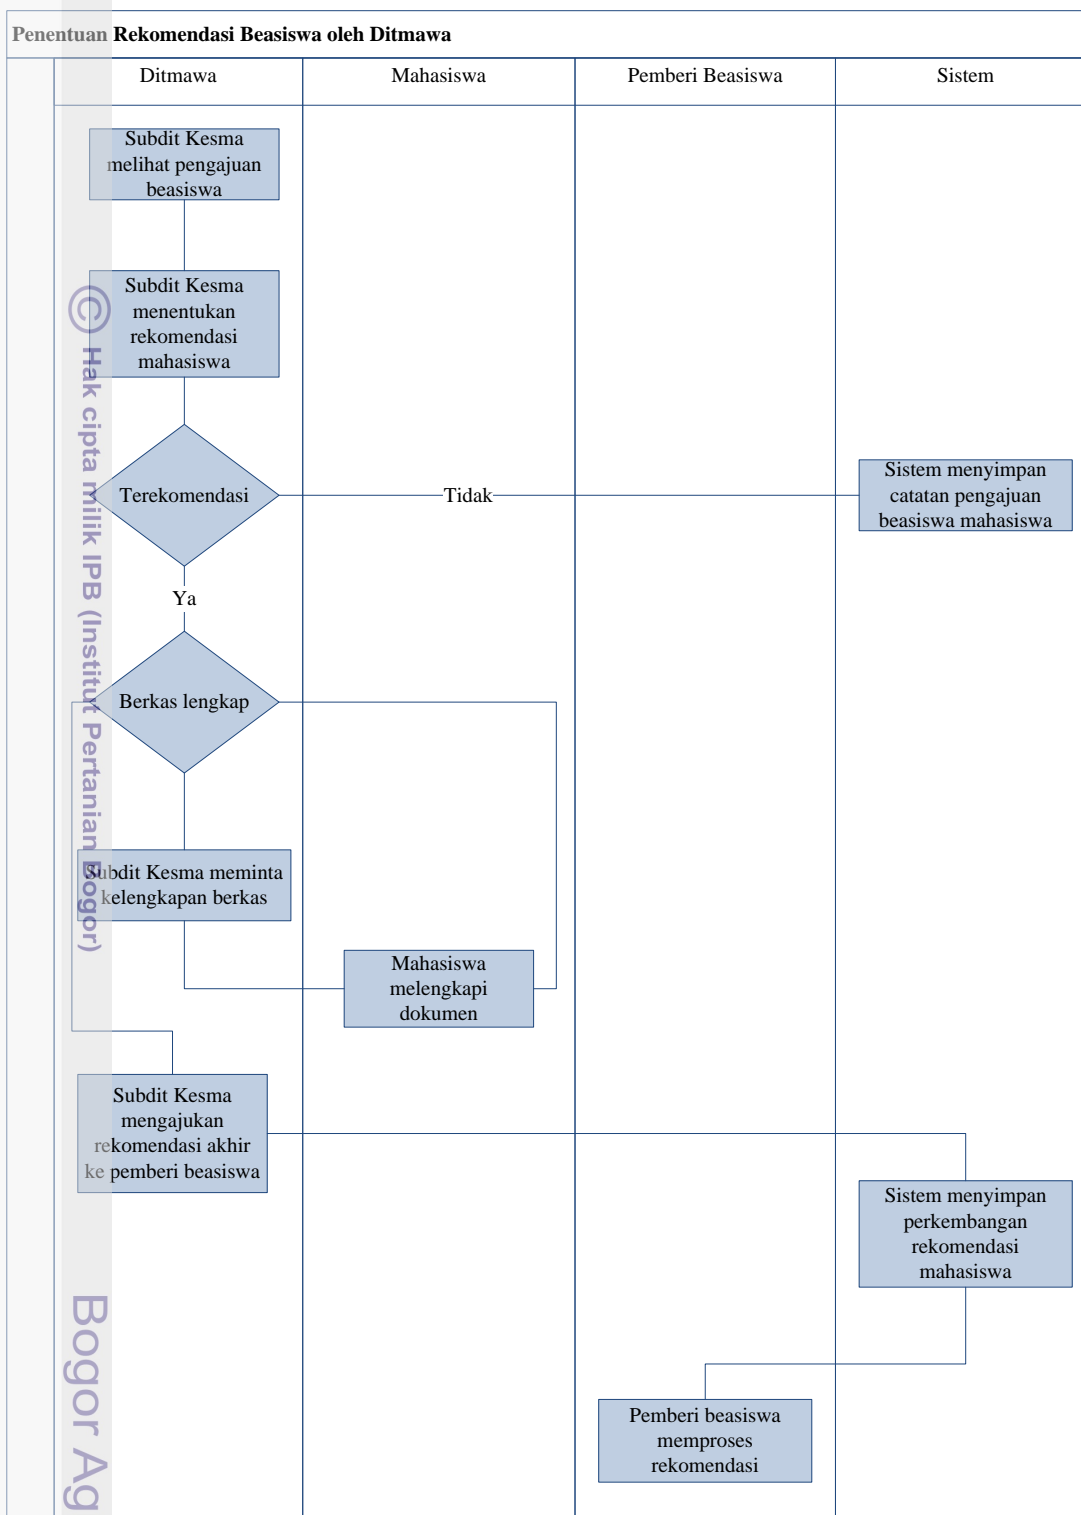 Penentuan Rekomendasi Beasiswa oleh Ditmawa
Ditmawa
Mahasiswa
Pemberi Beasiswa
Sistem
Subdit Kesma
melihat pengajuan
beasiswa
Subdit Kesma
menentukan
rekomendasi
mahasiswa
Terekomendasi
Tidak
Sistem menyimpan
catatan pengajuan
beasiswa mahasiswa
Ya
Berkas lengkap
Subdit Kesma meminta
kelengkapan berkas
Mahasiswa
melengkapi
dokumen
Subdit Kesma
mengajukan
rekomendasi akhir
ke pemberi beasiswa
Sistem menyimpan
perkembangan
rekomendasi
mahasiswa
Pemberi beasiswa
memproses
rekomendasi
© Hak cipta milik IPB (Institut Pertanian Bogor)
Bogor Ag